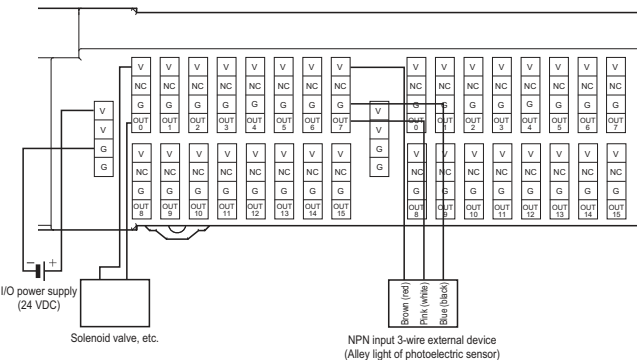 V V V V V V V V V V V V V V V V
NC NC NC NC NC NC NC NC NC NC NC NC NC NC NC NC
G G G G G G G G G G G G G G G G
OUT 0 OUT 1 OUT 2 OUT 3 OUT 4 OUT 5 OUT 6 OUT 7 OUT 0 OUT 1 OUT 2 OUT 3 OUT 4 OUT 5 OUT 6 OUT 7
V V
V V
G G
G G
V V V V V V V V V V V V V V V V
NC NC NC NC NC NC NC NC NC NC NC NC NC NC NC NC
G G G G G G G G G G G G G G G G
OUT 8 OUT 9 OUT 10 OUT 11 OUT 12 OUT 13 OUT 14 OUT 15 OUT 8 OUT 9 OUT 10 OUT 11 OUT 12 OUT 13 OUT 14 OUT 15
− +
I/O power supply
(24 VDC)
Solenoid valve, etc.
Brown (red)
Pink (white)
Blue (black)
NPN input 3-wire external device
(Alley light of photoelectric sensor)